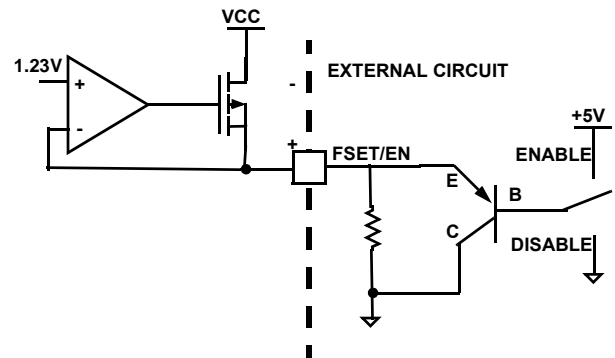 VCC
1.23V
+
-
-
+
EXTERNAL CIRCUIT
FSET/EN
+5V
ENABLE
E
B
C
DISABLE